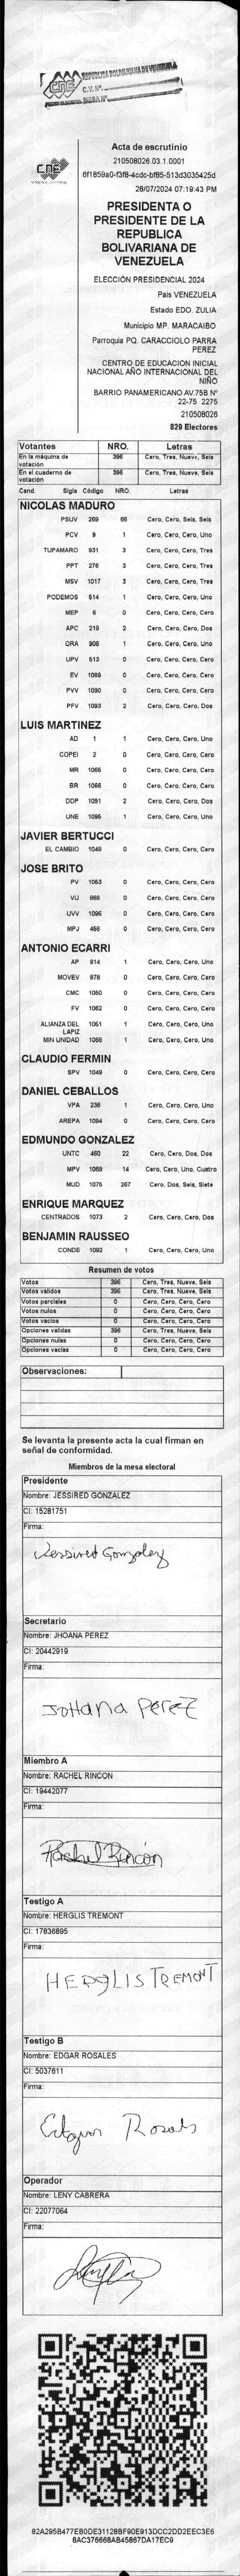 CNE
REPUBLICA BOLIVARIANA DE VENEZUELA
C.V. Nº.
MESA Nº
CNE
Acta de escrutinio
210508026.03.1.0001
6f1859a0-f3f8-4cdc-bf85-513d3035425d
28/07/2024 07:19:43 PM
PRESIDENTA O
PRESIDENTE DE LA
REPUBLICA
BOLIVARIANA DE
VENEZUELA
ELECCIÓN PRESIDENCIAL 2024
Pais VENEZUELA
Estado EDO. ZULIA
Municipio MP. MARACAIBO
Parroquia PQ. CARACCIOLO PARRA
PEREZ
CENTRO DE EDUCACION INICIAL
NACIONAL AÑO INTERNACIONAL DEL
NIÑO
BARRIO PANAMERICANO AV.75B Nº
22-75 2275
210508026
829 Electores
Votantes NRO. Letras
En la máquina de votación 396 Cero, Tres, Nueve, Seis
En el cuaderno de votación 396 Cero, Tres, Nueve, Seis
Cand. Sigla Código NRO. Letras
NICOLAS MADURO
PSUV 269 66 Cero, Cero, Seis, Seis
PCV 9 1 Cero, Cero, Cero, Uno
TUPAMARO 931 3 Cero, Cero, Cero, Tres
PPT 276 3 Cero, Cero, Cero, Tres
MSV 1017 3 Cero, Cero, Cero, Tres
PODEMOS 514 1 Cero, Cero, Cero, Uno
MEP 6 0 Cero, Cero, Cero, Cero
APC 219 2 Cero, Cero, Cero, Dos
ORA 906 1 Cero, Cero, Cero, Uno
UPV 513 0 Cero, Cero, Cero, Cero
EV 1089 0 Cero, Cero, Cero, Cero
PVV 1090 0 Cero, Cero, Cero, Cero
PFV 1093 2 Cero, Cero, Cero, Dos
LUIS MARTINEZ
AD 1 1 Cero, Cero, Cero, Uno
COPEI 2 0 Cero, Cero, Cero, Cero
MR 1065 0 Cero, Cero, Cero, Cero
BR 1066 0 Cero, Cero, Cero, Cero
DDP 1091 2 Cero, Cero, Cero, Dos
UNE 1095 1 Cero, Cero, Cero, Uno
JAVIER BERTUCCI
EL CAMBIO 1048 0 Cero, Cero, Cero, Cero
JOSE BRITO
PV 1053 0 Cero, Cero, Cero, Cero
VU 868 0 Cero, Cero, Cero, Cero
UVV 1096 0 Cero, Cero, Cero, Cero
MPJ 458 0 Cero, Cero, Cero, Cero
ANTONIO ECARRI
AP 814 1 Cero, Cero, Cero, Uno
MOVEV 878 0 Cero, Cero, Cero, Cero
CMC 1050 0 Cero, Cero, Cero, Cero
FV 1062 0 Cero, Cero, Cero, Cero
ALIANZA DEL LAPIZ 1051 1 Cero, Cero, Cero, Uno
MIN UNIDAD 1068 1 Cero, Cero, Cero, Uno
CLAUDIO FERMIN
SPV 1049 0 Cero, Cero, Cero, Cero
DANIEL CEBALLOS
VPA 236 1 Cero, Cero, Cero, Uno
AREPA 1094 0 Cero, Cero, Cero, Cero
EDMUNDO GONZALEZ
UNTC 460 22 Cero, Cero, Dos, Dos
MPV 1069 14 Cero, Cero, Uno, Cuatro
MUD 1075 267 Cero, Dos, Seis, Siete
ENRIQUE MARQUEZ
CENTRADOS 1073 2 Cero, Cero, Cero, Dos
BENJAMIN RAUSSEO
CONDE 1092 1 Cero, Cero, Cero, Uno
Resumen de votos
Votos 396 Cero, Tres, Nueve, Seis
Votos validos 396 Cero, Tres, Nueve, Seis
Votos parciales 0 Cero, Cero, Cero, Cero
Votos nulos 0 Cero, Cero, Cero, Cero
Votos vacios 0 Cero, Cero, Cero, Cero
Opciones validas 396 Cero, Tres, Nueve, Seis
Opciones nulas 0 Cero, Cero, Cero, Cero
Opciones vacias 0 Cero, Cero, Cero, Cero
Observaciones:
Se levanta la presente acta la cual firman en
señal de conformidad.
Miembros de la mesa electoral
Presidente
Nombre: JESSIRED GONZALEZ
CI: 15281751
Firma:
Jessired Gonzalez
Secretario
Nombre: JHOANA PEREZ
CI: 20442919
Firma:
JOHana PéreZ
Miembro A
Nombre: RACHEL RINCON
CI: 19442077
Firma:
Rachel Rincón
Testigo A
Nombre: HERGLIS TREMONT
CI: 17836895
Firma:
HERGLIS TREMONT
Testigo B
Nombre: EDGAR ROSALES
CI: 5037611
Firma:
Edgar Rosales
Operador
Nombre: LENY CABRERA
CI: 22077064
Firma:
82A295B477EB0DE31128BF90E913DCC2DD2EEC3E6
8AC376668AB45867DA17EC9